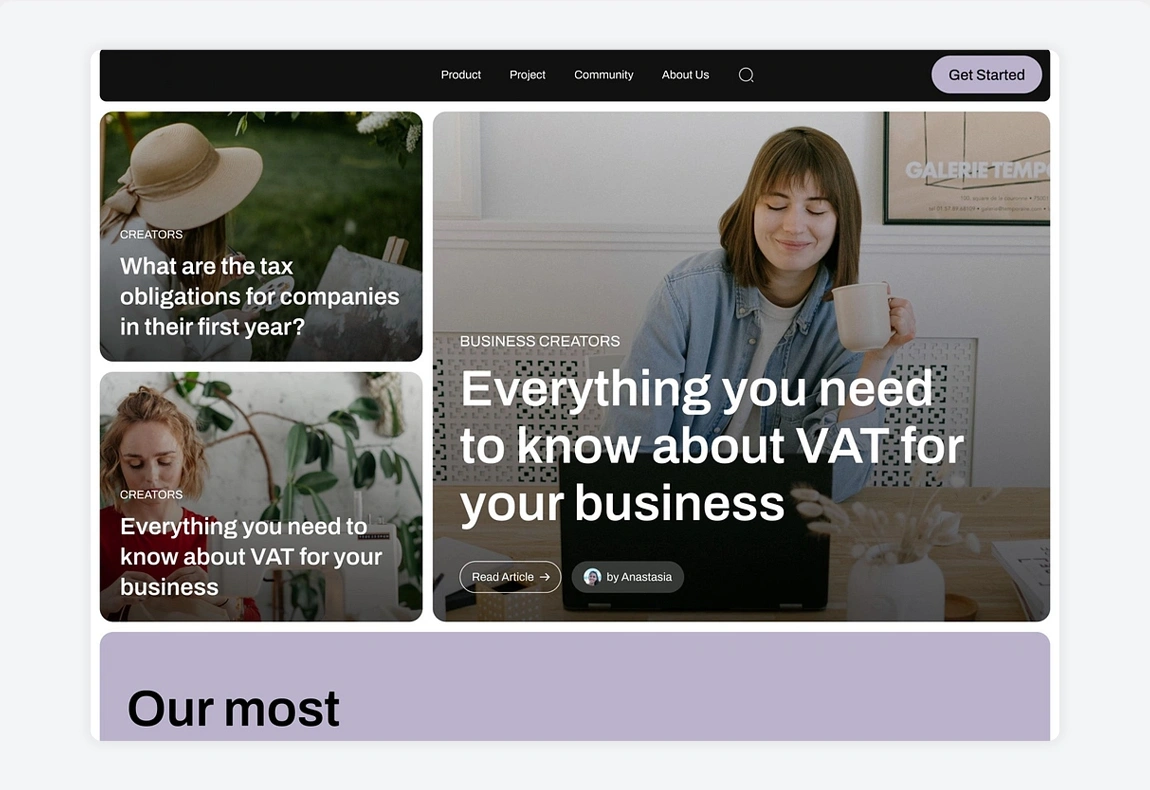 Product
Project
Community
About Us
Get Started
CREATORS
What are the tax
obligations for companies
in their first year?
CREATORS
Everything you need to
know about VAT for your
business
GALERIE TEMPO
BUSINESS CREATORS
Everything you need
to know about VAT for
your business
Read Article →
by Anastasia
Our most